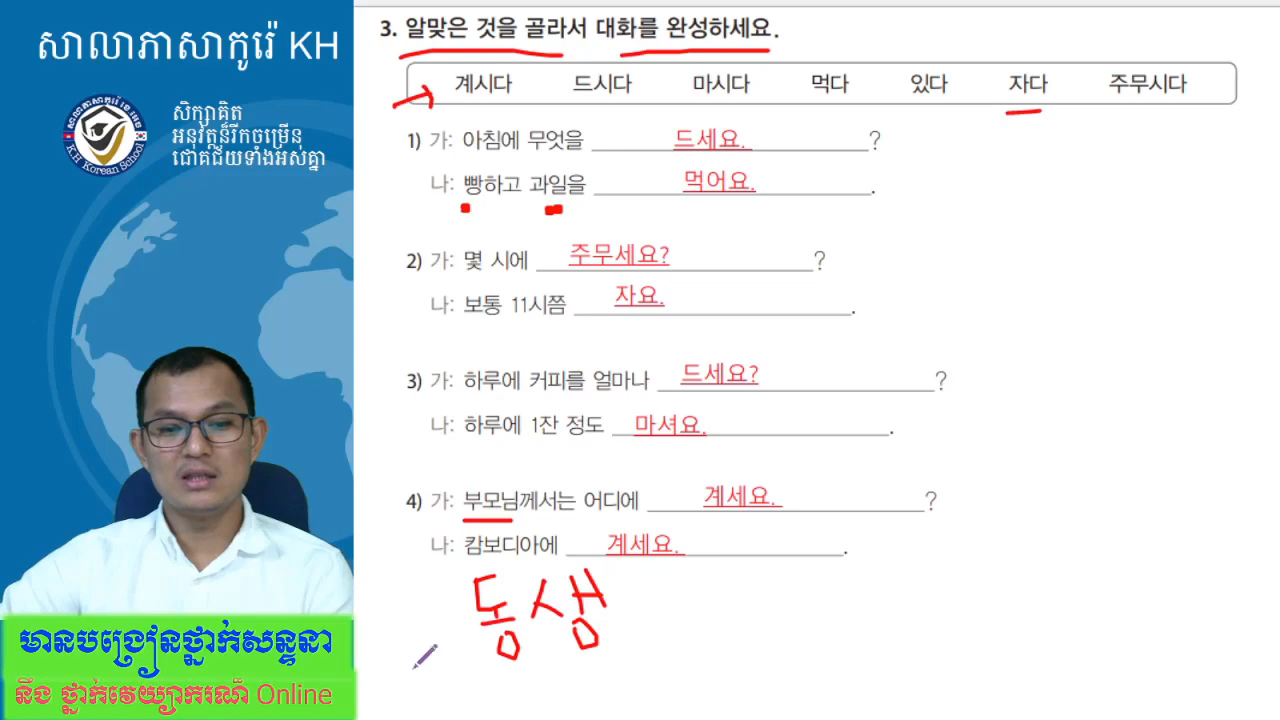 សាលាភាសាកូរ៉េ KH
សិក្សាគិត
អនុវត្តន៏រីកចម្រើន
ជោគជ័យទាំងអស់គ្នា
សាលាភាសាកូរ៉េ ខេ អេច
K.H Korean School
មានបង្រៀនថ្នាក់សន្ទនា
នឹង ថ្នាក់វេយ្យាករណ៏ Online
3. 알맞은 것을 골라서 대화를 완성하세요.
계시다 드시다 마시다 먹다 있다 자다 주무시다
1) 가: 아침에 무엇을 드세요. ?
나: 빵하고 과일을 먹어요. .
2) 가: 몇 시에 주무세요? ?
나: 보통 11시쯤 자요. .
3) 가: 하루에 커피를 얼마나 드세요? ?
나: 하루에 1잔 정도 마셔요. .
4) 가: 부모님께서는 어디에 계세요. ?
나: 캄보디아에 계세요. .
동생